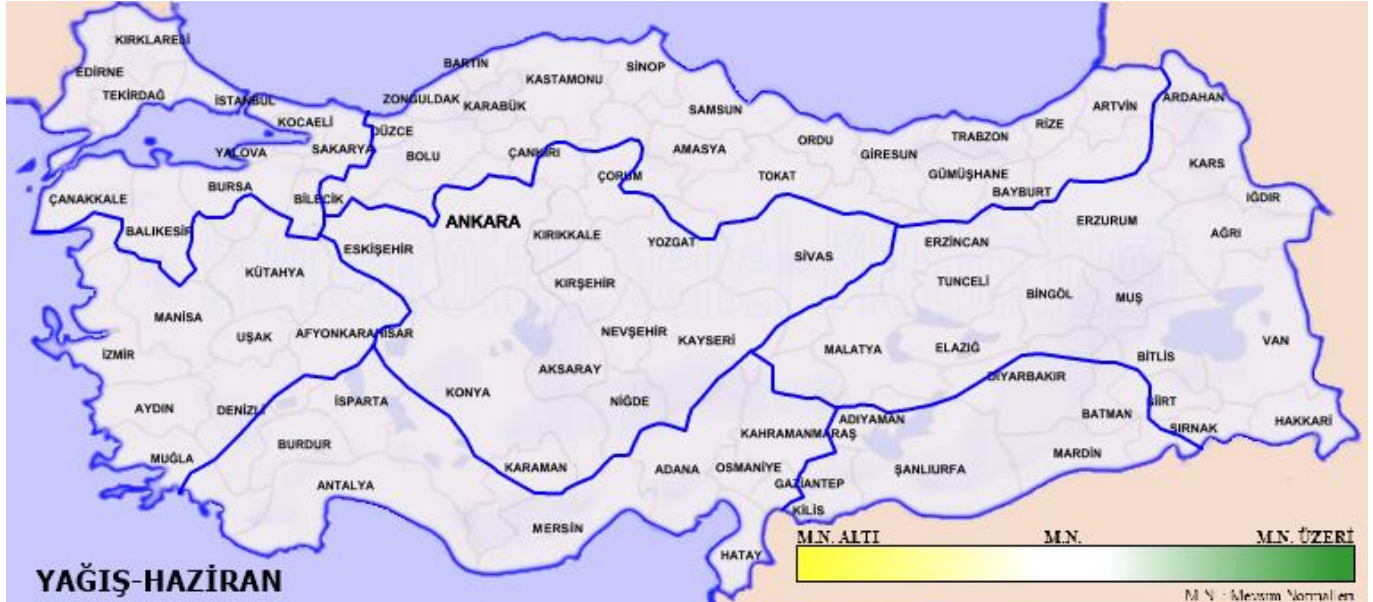 KIRKLARELİ
EDİRNE
TEKİRDAĞ
İSTANBUL
KOCAELİ
YALOVA
SAKARYA
BURSA
BİLECİK
ÇANAKKALE
BALIKESİR
BARTIN
ZONGULDAK
KARABÜK
KASTAMONU
SİNOP
DÜZCE
BOLU
ÇANKIRI
SAMSUN
AMASYA
ÇORUM
TOKAT
ORDU
GİRESUN
TRABZON
RİZE
ARTVİN
GÜMÜŞHANE
BAYBURT
ARDAHAN
KARS
IĞDIR
AĞRI
ERZURUM
ERZİNCAN
TUNCELİ
BİNGÖL
MUŞ
VAN
BİTLİS
MALATYA
ELAZIĞ
HAKKARİ
ESKİŞEHİR
ANKARA
KIRIKKALE
YOZGAT
SİVAS
KIRŞEHİR
NEVŞEHİR
KAYSERİ
AKSARAY
KONYA
NİĞDE
KARAMAN
KÜTAHYA
MANİSA
UŞAK
AFYONKARAHİSAR
İZMİR
AYDIN
DENİZLİ
MUĞLA
İSPARTA
BURDUR
ANTALYA
MERSİN
ADANA
OSMANİYE
KAHRAMANMARAŞ
HATAY
ADIYAMAN
GAZİANTEP
KİLİS
ŞANLIURFA
DİYARBAKIR
BATMAN
MARDİN
SİİRT
ŞIRNAK
M.N. ALTI M.N. M.N. ÜZERİ
M.N. : Mevsim Normalleri
YAĞIŞ-HAZİRAN